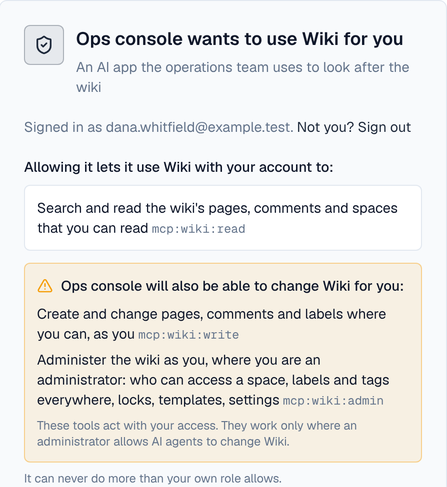 Ops console wants to use Wiki for you
An AI app the operations team uses to look after the
wiki
Signed in as dana.whitfield@example.test. Not you? Sign out
Allowing it lets it use Wiki with your account to:
Search and read the wiki's pages, comments and spaces
that you can read mcp:wiki:read
Ops console will also be able to change Wiki for you:
Create and change pages, comments and labels where
you can, as you mcp:wiki:write
Administer the wiki as you, where you are an
administrator: who can access a space, labels and tags
everywhere, locks, templates, settings mcp:wiki:admin
These tools act with your access. They work only where an
administrator allows AI agents to change Wiki.
It can never do more than your own role allows.